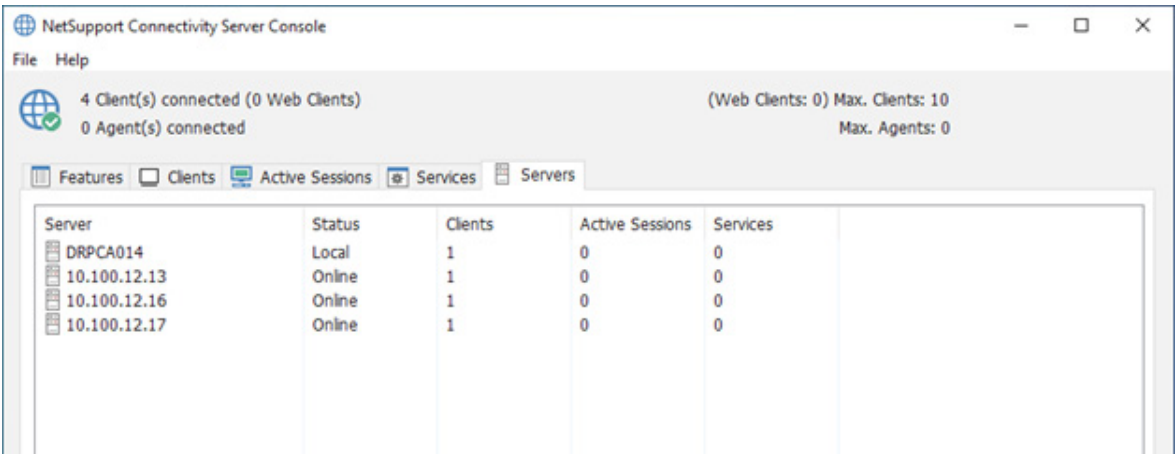 NetSupport Connectivity Server Console
File Help
4 Client(s) connected (0 Web Clients) (Web Clients: 0) Max. Clients: 10
0 Agent(s) connected Max. Agents: 0
Features Clients Active Sessions Services Servers
Server Status Clients Active Sessions Services
DRPCA014 Local 1 0 0
10.100.12.13 Online 1 0 0
10.100.12.16 Online 1 0 0
10.100.12.17 Online 1 0 0